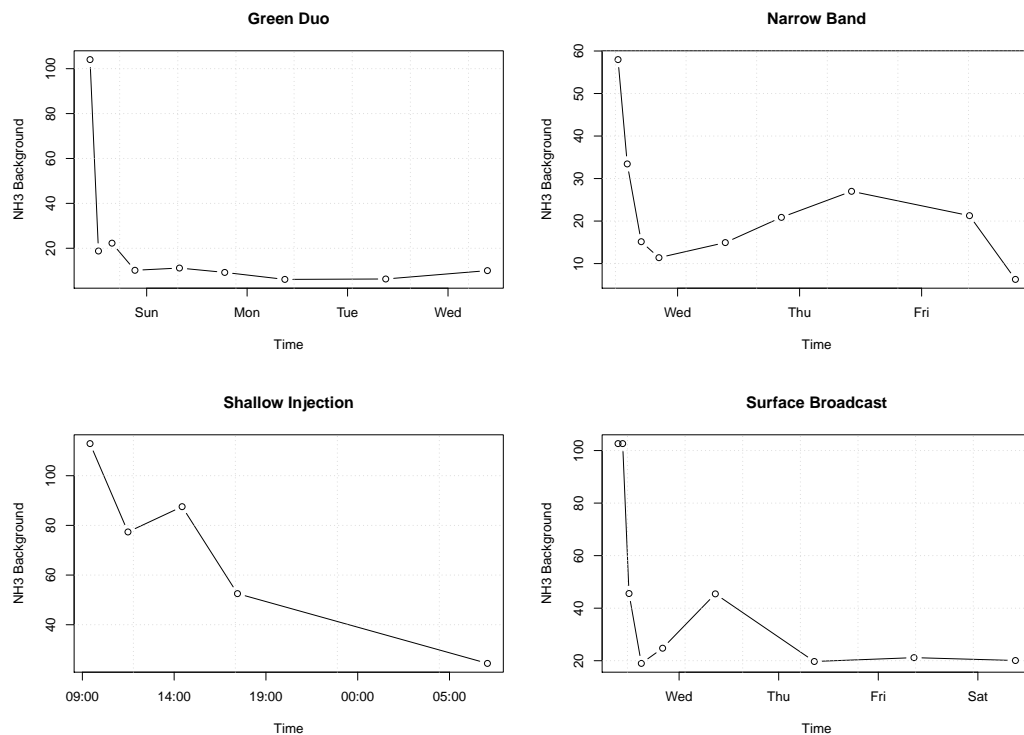 Green Duo
NH3 Background
20
40
60
80
100
Sun
Mon
Tue
Wed
Time
Narrow Band
NH3 Background
10
20
30
40
50
60
Wed
Thu
Fri
Time
Shallow Injection
NH3 Background
40
60
80
100
09:00
14:00
19:00
00:00
05:00
Time
Surface Broadcast
NH3 Background
20
40
60
80
100
Wed
Thu
Fri
Sat
Time